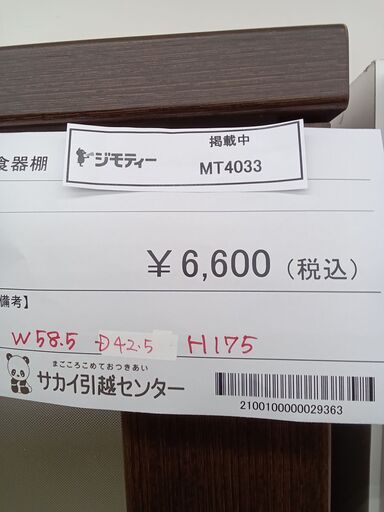 掲載中
ジモティー
MT4033
食器棚
¥6,600（税込）
備考】
W58.5 D42.5 H175
まごころこめておつきあい
サカイ引越センター
2100100000029363